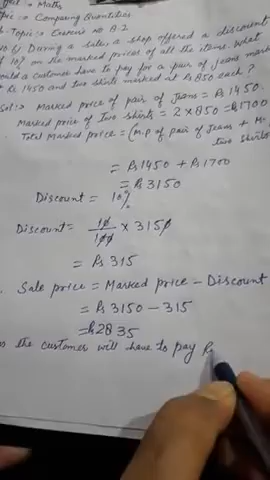 :- Maths
:- Comparing Quantities.
Topic :- Exercise No 8.2
During a sale, a shop offered a discount
of 10% on the marked prices of all the items. What
would a customer have to pay for a pair of jeans marked
Rs 1450 and two shirts marked at Rs 850 each?
Sol :- Marked price of pair of Jeans = Rs 1450.
Marked price of Two Shirts = 2 × 850 = Rs 1700
Total Marked price = (M.P of pair of Jeans + M.
two shirts
= Rs 1450 + Rs 1700
= Rs 3150
Discount = 10%
Discount = 10/100 × 3150
= Rs 315
Sale price = Marked price - Discount
= Rs 3150 - 315
= Rs 2835
the customer will have to pay Rs